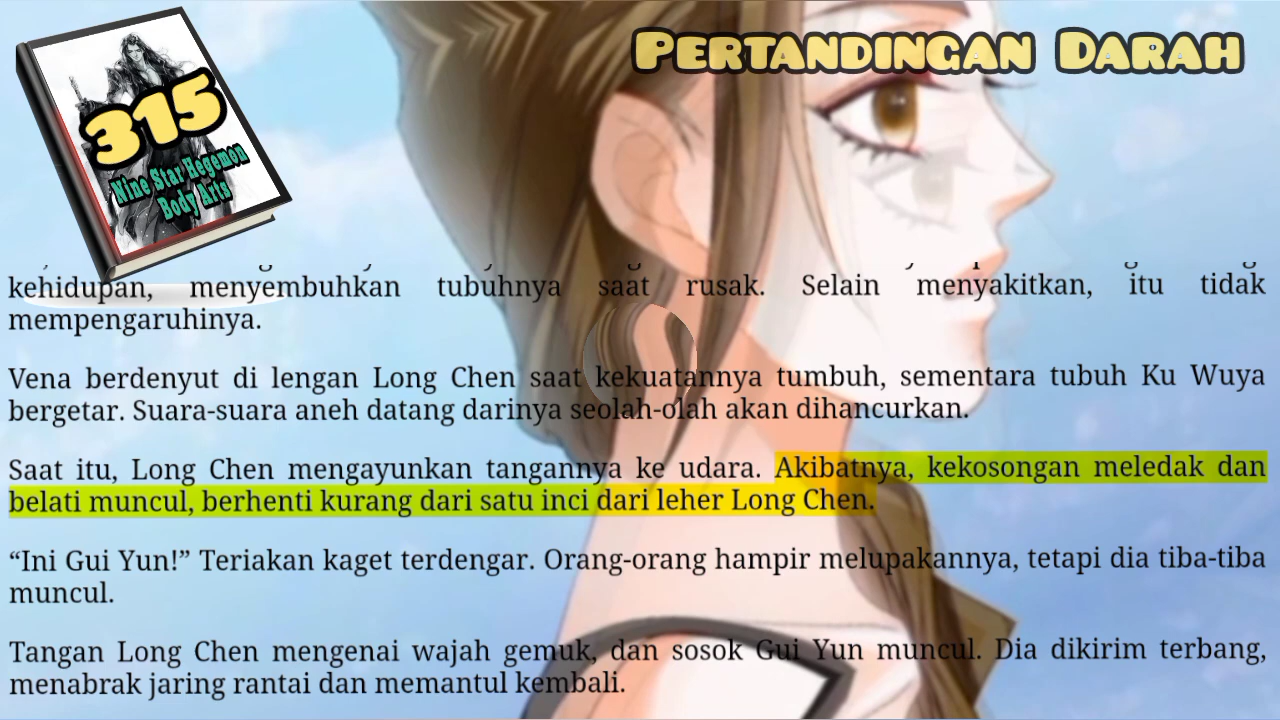 PERTANDINGAN DARAH
315
Nine Star Hegemon
Body Arts
kehidupan, menyembuhkan tubuhnya saat rusak. Selain menyakitkan, itu tidak
mempengaruhinya.
Vena berdenyut di lengan Long Chen saat kekuatannya tumbuh, sementara tubuh Ku Wuya
bergetar. Suara-suara aneh datang darinya seolah-olah akan dihancurkan.
Saat itu, Long Chen mengayunkan tangannya ke udara. Akibatnya, kekosongan meledak dan
belati muncul, berhenti kurang dari satu inci dari leher Long Chen.
“Ini Gui Yun!” Teriakan kaget terdengar. Orang-orang hampir melupakannya, tetapi dia tiba-tiba
muncul.
Tangan Long Chen mengenai wajah gemuk, dan sosok Gui Yun muncul. Dia dikirim terbang,
menabrak jaring rantai dan memantul kembali.